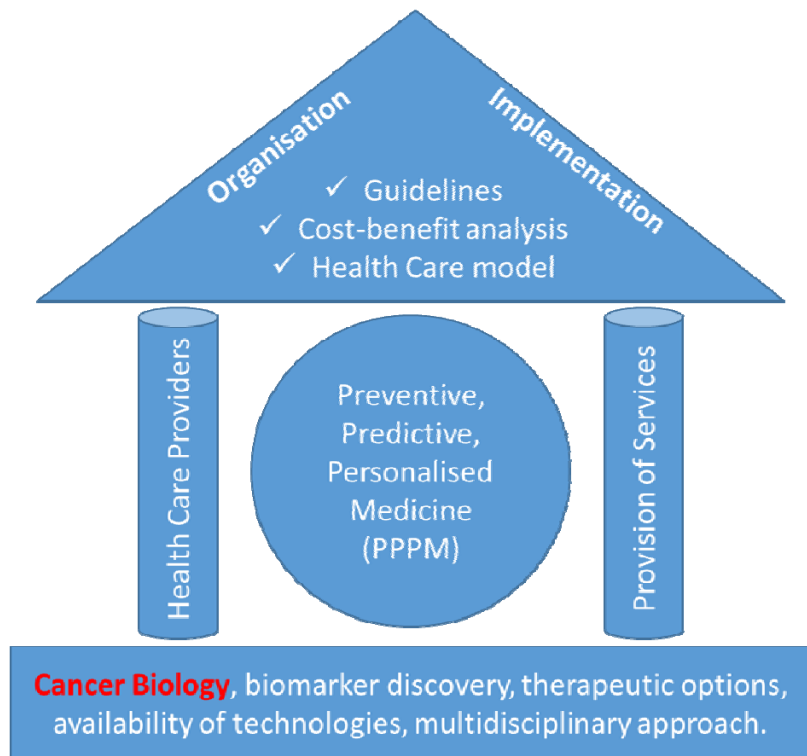 Organisation
Implementation
✓ Guidelines
✓ Cost-benefit analysis
✓ Health Care model
Health Care Providers
Preventive,
Predictive,
Personalised
Medicine
(PPPM)
Provision of Services
Cancer Biology, biomarker discovery, therapeutic options,
availability of technologies, multidisciplinary approach.